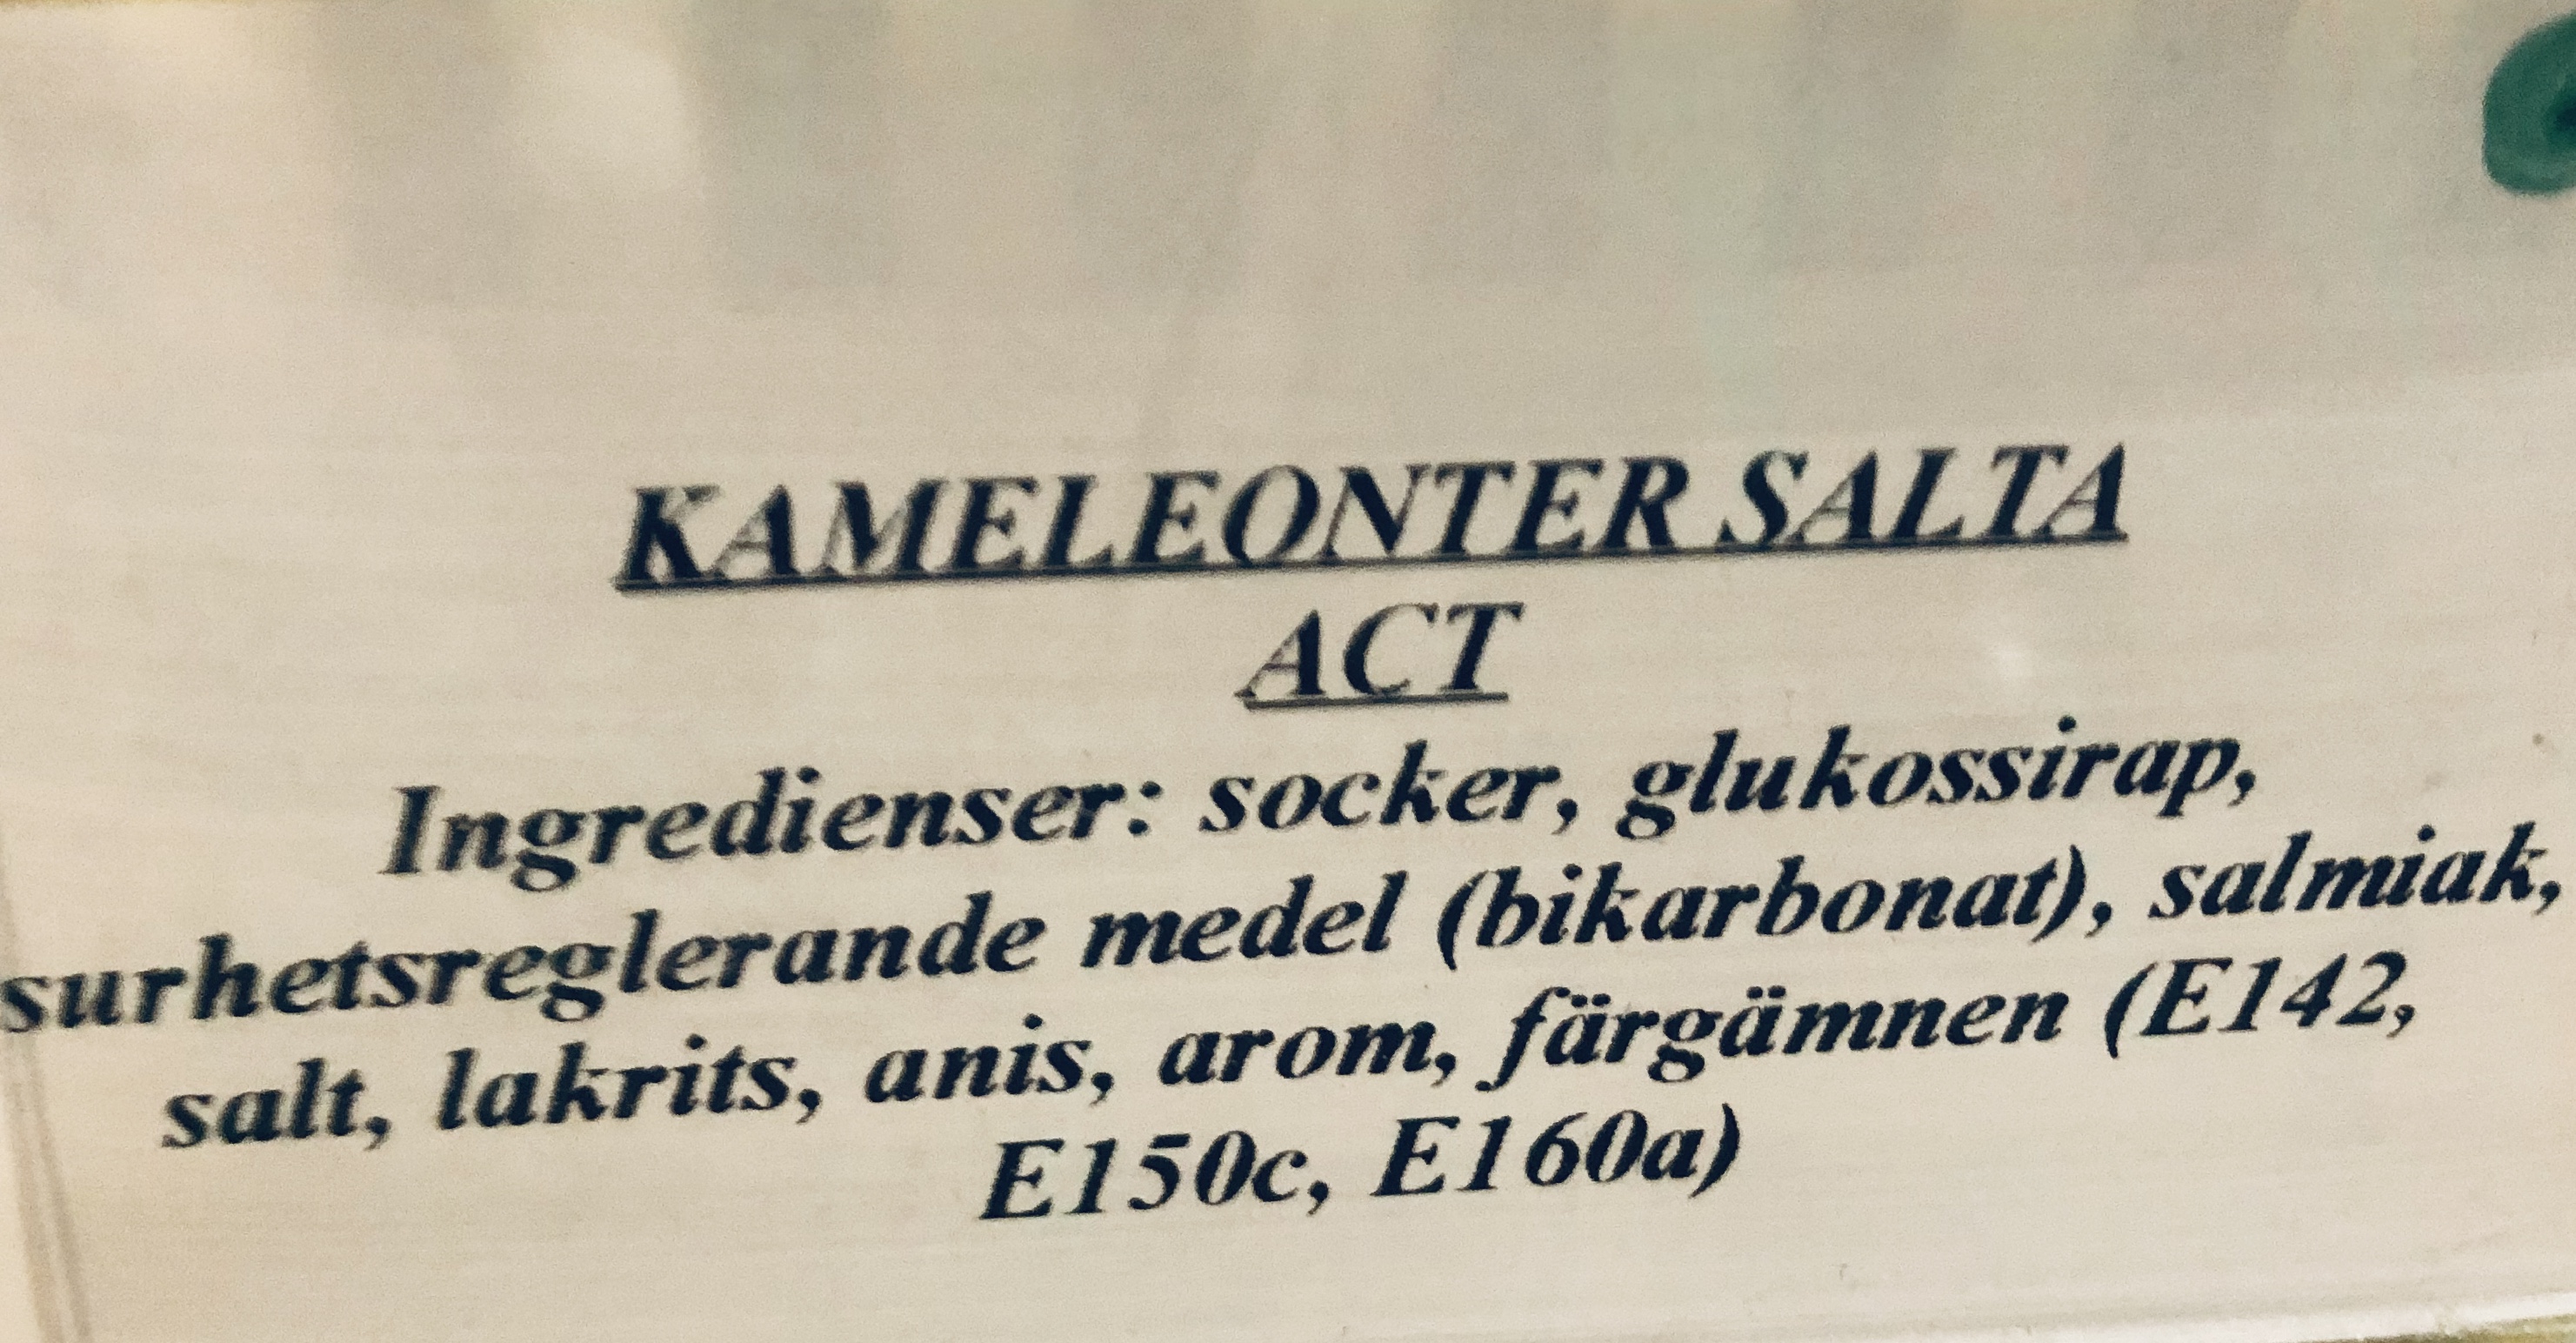 KAMELEONTER SALTA
ACT
Ingredienser: socker, glukossirap,
surhetsreglerande medel (bikarbonat), salmiak,
salt, lakrits, anis, arom, färgämnen (E142,
E150c, E160a)